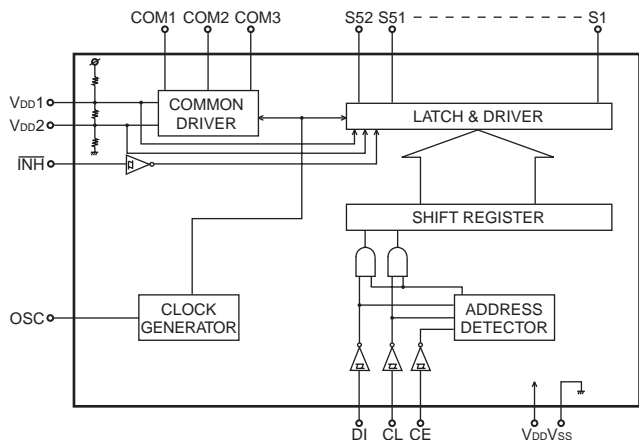 COM1 COM2 COM3 S52 S51 S1
VDD1
VDD2
COMMON
DRIVER
LATCH & DRIVER
INH
SHIFT REGISTER
OSC
CLOCK
GENERATOR
ADDRESS
DETECTOR
DI CL CE VDD VSS